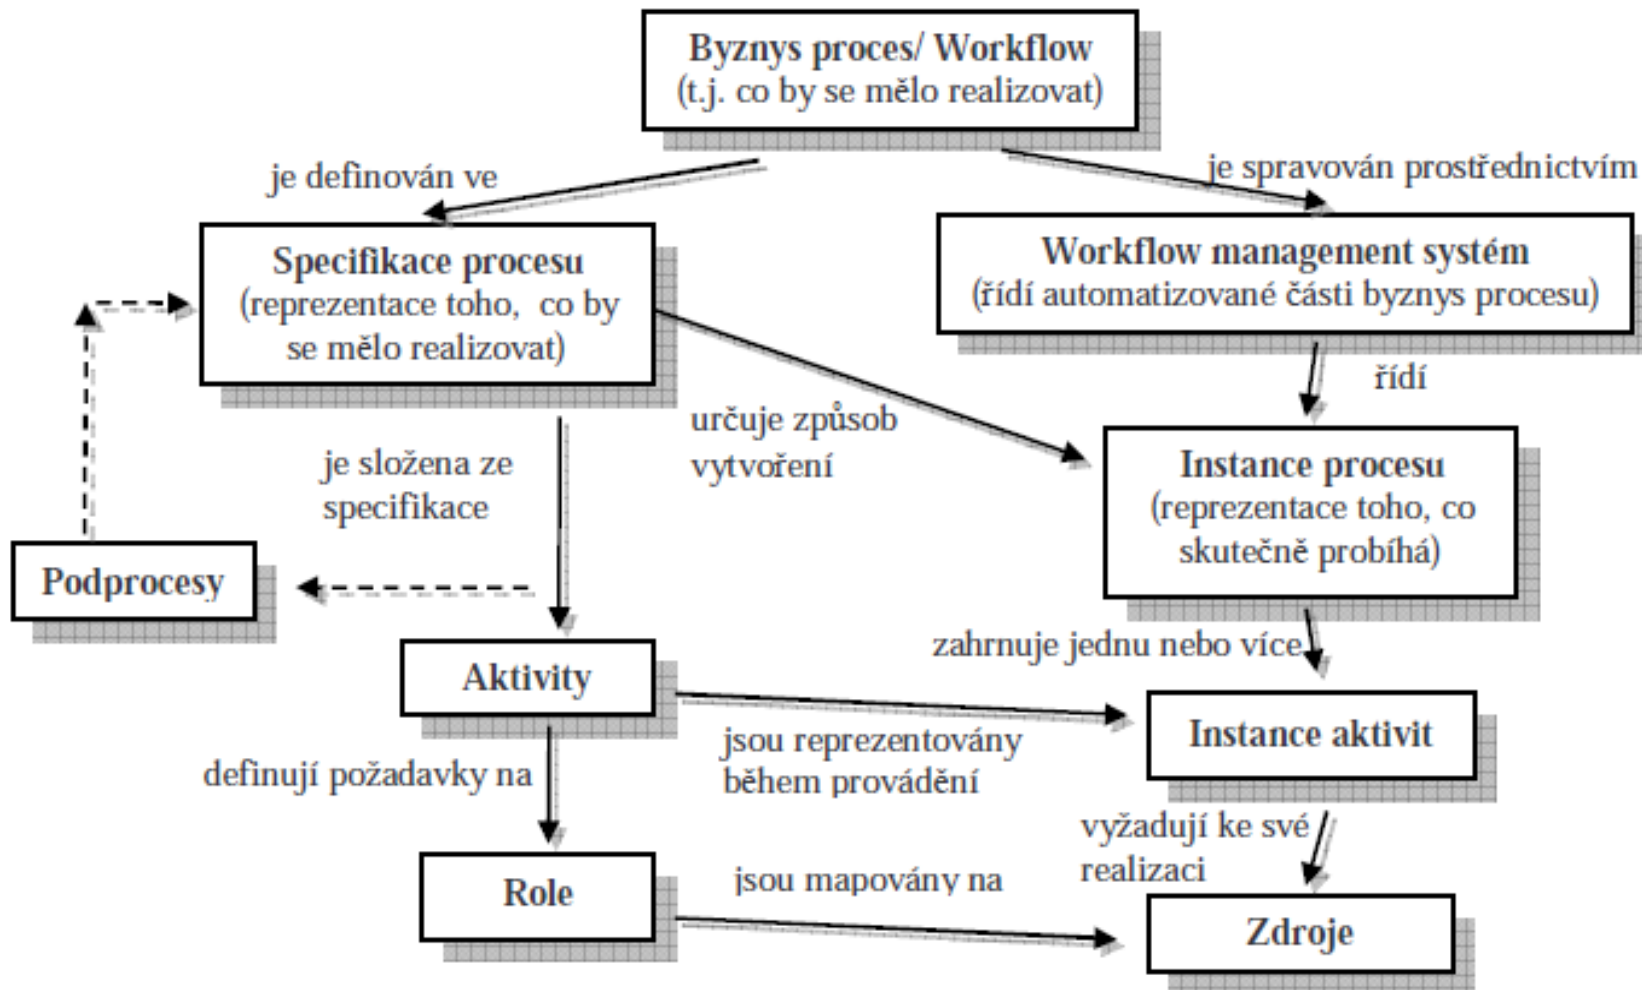 Byznys proces/ Workflow
(t.j. co by se mělo realizovat)
je definován ve
je spravován prostřednictvím
Specifikace procesu
(reprezentace toho, co by
se mělo realizovat)
Workflow management systém
(řídí automatizované části byznys procesu)
řídí
určuje způsob
vytvoření
je složena ze
specifikace
Instance procesu
(reprezentace toho, co
skutečně probíhá)
Podprocesy
zahrnuje jednu nebo více
Aktivity
Instance aktivit
jsou reprezentovány
během provádění
definují požadavky na
vyžadují ke své
realizaci
Role
jsou mapovány na
Zdroje